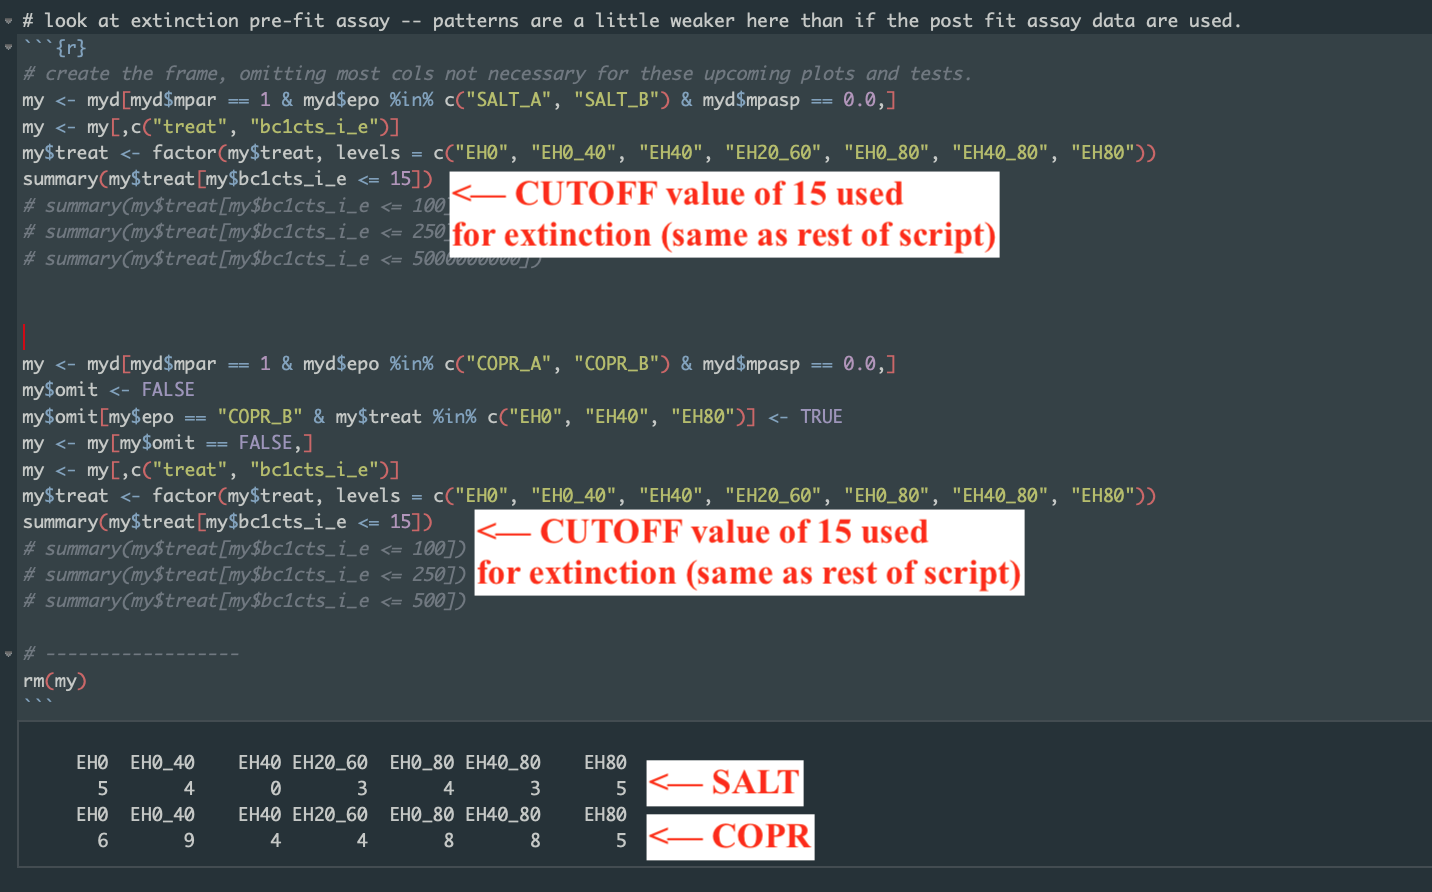 # look at extinction pre-fit assay -- patterns are a little weaker here than if the post fit assay data are used.
```{r}
# create the frame, omitting most cols not necessary for these upcoming plots and tests.
my <- myd[myd$mpar == 1 & myd$epo %in% c("SALT_A", "SALT_B") & myd$mpasp == 0.0,]
my <- my[,c("treat", "bc1cts_i_e")]
my$treat <- factor(my$treat, levels = c("EH0", "EH0_40", "EH40", "EH20_60", "EH0_80", "EH40_80", "EH80"))
summary(my$treat[my$bc1cts_i_e <= 15])
<— CUTOFF value of 15 used
# summary(my$treat[my$bc1cts_i_e <= 100]
# summary(my$treat[my$bc1cts_i_e <= 250]
for extinction (same as rest of script)
# summary(my$treat[my$bc1cts_i_e <= 5000000000])
my <- myd[myd$mpar == 1 & myd$epo %in% c("COPR_A", "COPR_B") & myd$mpasp == 0.0,]
my$omit <- FALSE
my$omit[my$epo == "COPR_B" & my$treat %in% c("EH0", "EH40", "EH80")] <- TRUE
my <- my[my$omit == FALSE,]
my <- my[,c("treat", "bc1cts_i_e")]
my$treat <- factor(my$treat, levels = c("EH0", "EH0_40", "EH40", "EH20_60", "EH0_80", "EH40_80", "EH80"))
summary(my$treat[my$bc1cts_i_e <= 15])
<— CUTOFF value of 15 used
# summary(my$treat[my$bc1cts_i_e <= 100])
# summary(my$treat[my$bc1cts_i_e <= 250])
for extinction (same as rest of script)
# summary(my$treat[my$bc1cts_i_e <= 500])
# ------------------
rm(my)
```
EH0 EH0_40 EH40 EH20_60 EH0_80 EH40_80 EH80
5 4 0 3 4 3 5 <— SALT
EH0 EH0_40 EH40 EH20_60 EH0_80 EH40_80 EH80
6 9 4 4 8 8 5 <— COPR